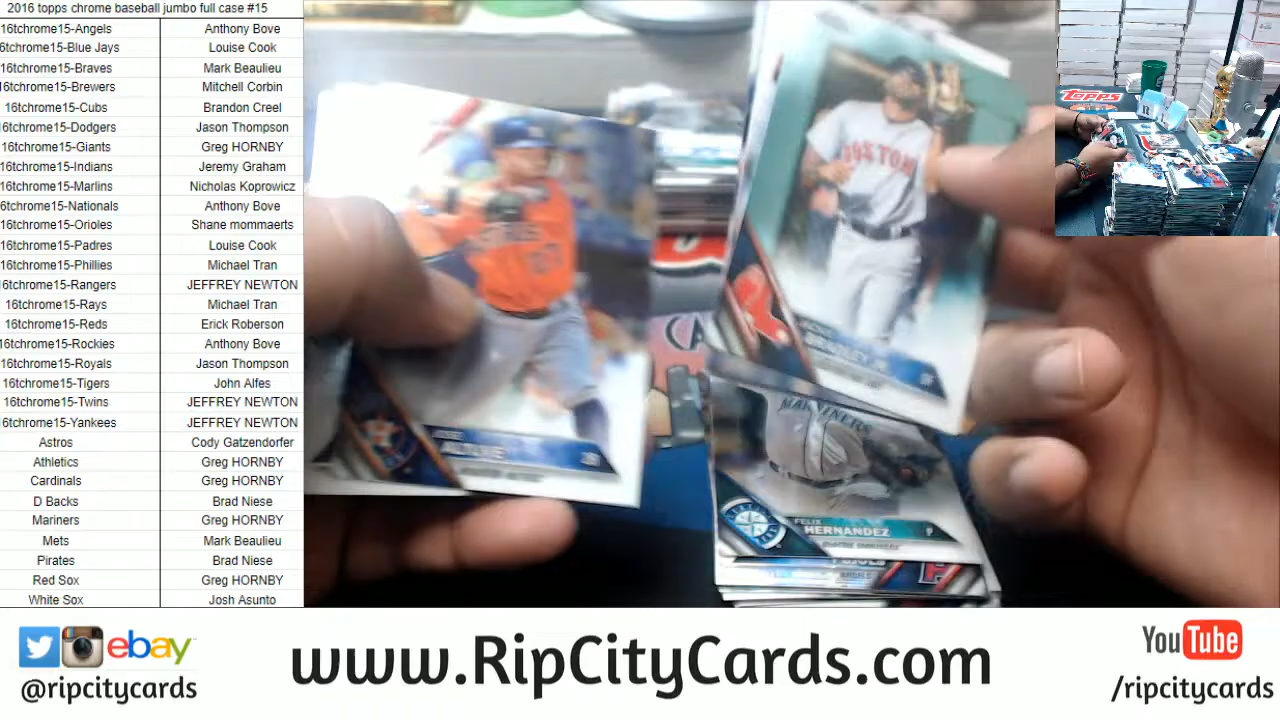 2016 topps chrome baseball jumbo full case #15
16tchrome15-Angels Anthony Bove
6tchrome15-Blue Jays Louise Cook
16tchrome15-Braves Mark Beaulieu
6tchrome15-Brewers Mitchell Corbin
16tchrome15-Cubs Brandon Creel
6tchrome15-Dodgers Jason Thompson
16tchrome15-Giants Greg HORNBY
16tchrome15-Indians Jeremy Graham
16tchrome15-Marlins Nicholas Koprowicz
6tchrome15-Nationals Anthony Bove
16tchrome15-Orioles Shane mommaerts
16tchrome15-Padres Louise Cook
16tchrome15-Phillies Michael Tran
6tchrome15-Rangers JEFFREY NEWTON
16tchrome15-Rays Michael Tran
16tchrome15-Reds Erick Roberson
6tchrome15-Rockies Anthony Bove
16tchrome15-Royals Jason Thompson
16tchrome15-Tigers John Alfes
16tchrome15-Twins JEFFREY NEWTON
6tchrome15-Yankees JEFFREY NEWTON
Astros Cody Gatzendorfer
Athletics Greg HORNBY
Cardinals Greg HORNBY
D Backs Brad Niese
Mariners Greg HORNBY
Mets Mark Beaulieu
Pirates Brad Niese
Red Sox Greg HORNBY
White Sox Josh Asunto
BOSTON
MARINERS
FELIX
HERNANDEZ P
topps
ebay
@ripcitycards
www.RipCityCards.com
YouTube
/ripcitycards